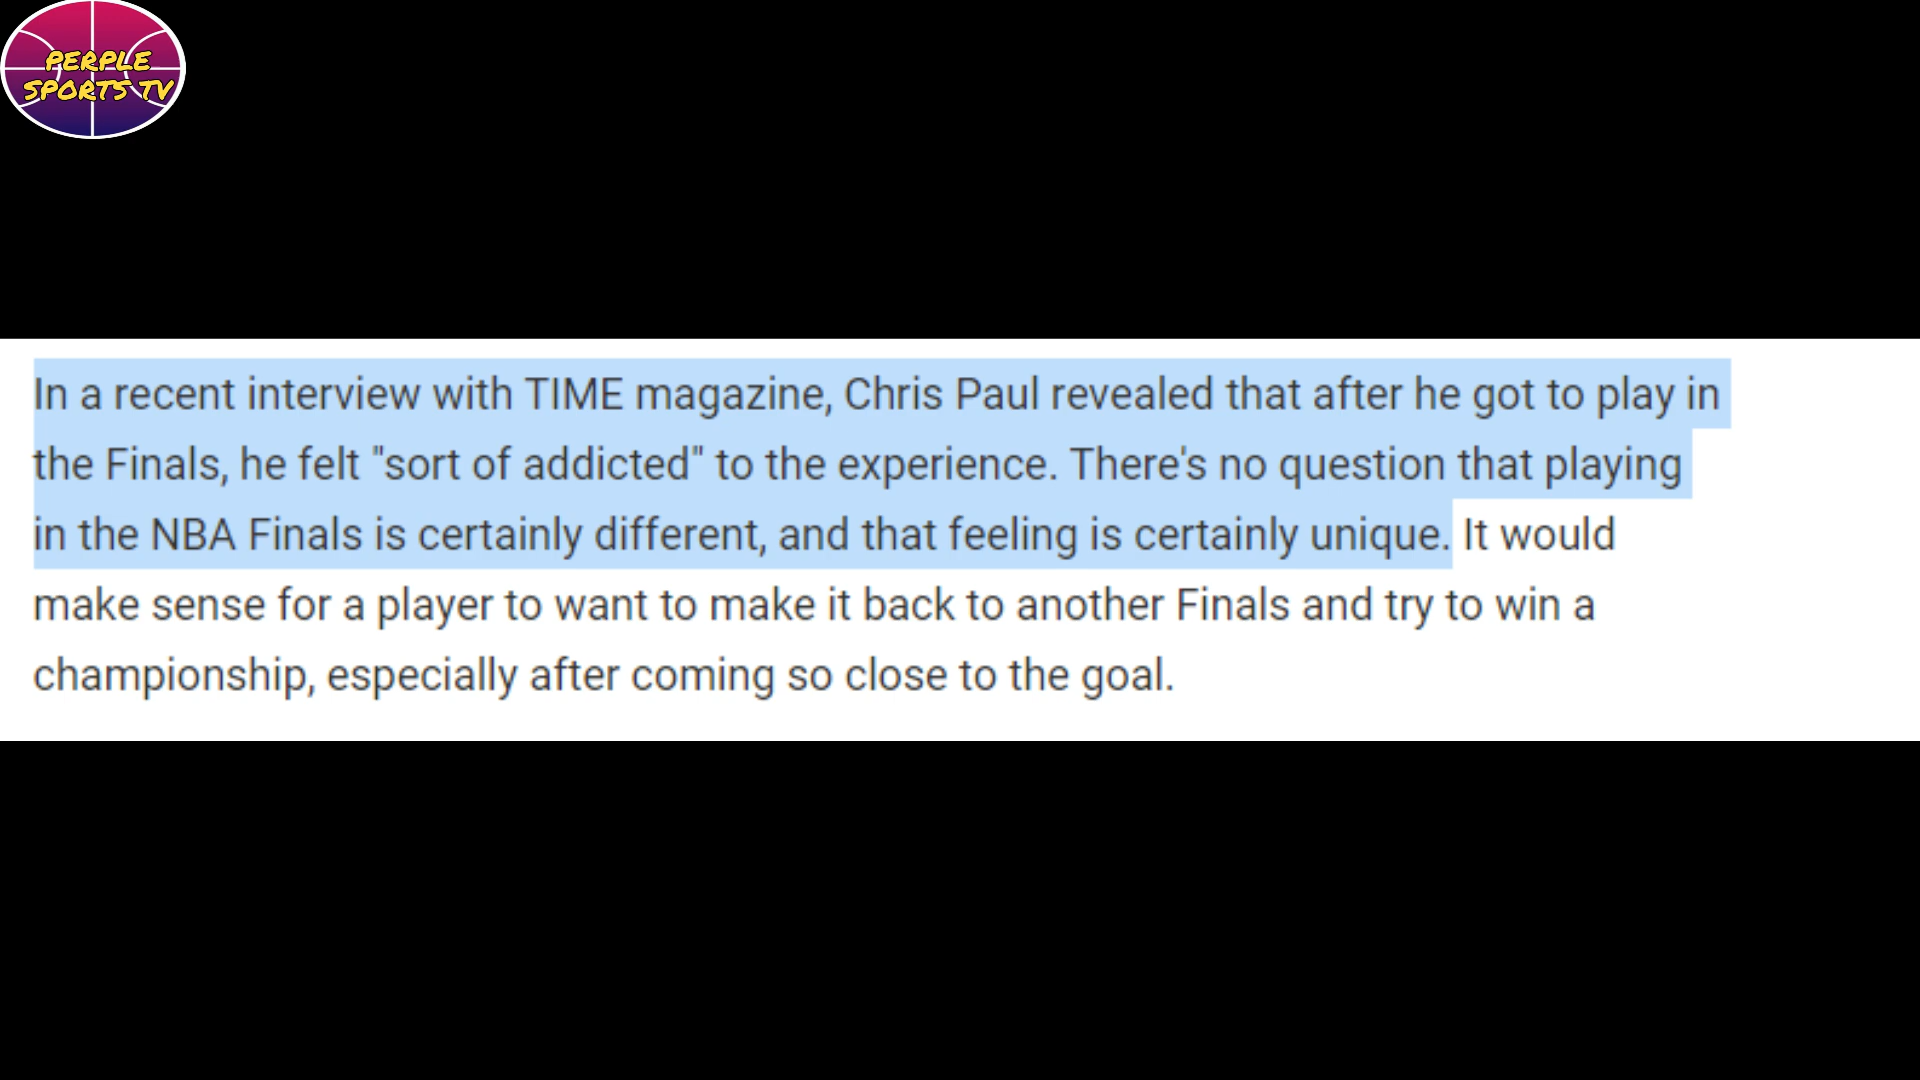 PERPLE
SPORTS TV
In a recent interview with TIME magazine, Chris Paul revealed that after he got to play in
the Finals, he felt "sort of addicted" to the experience. There's no question that playing
in the NBA Finals is certainly different, and that feeling is certainly unique. It would
make sense for a player to want to make it back to another Finals and try to win a
championship, especially after coming so close to the goal.